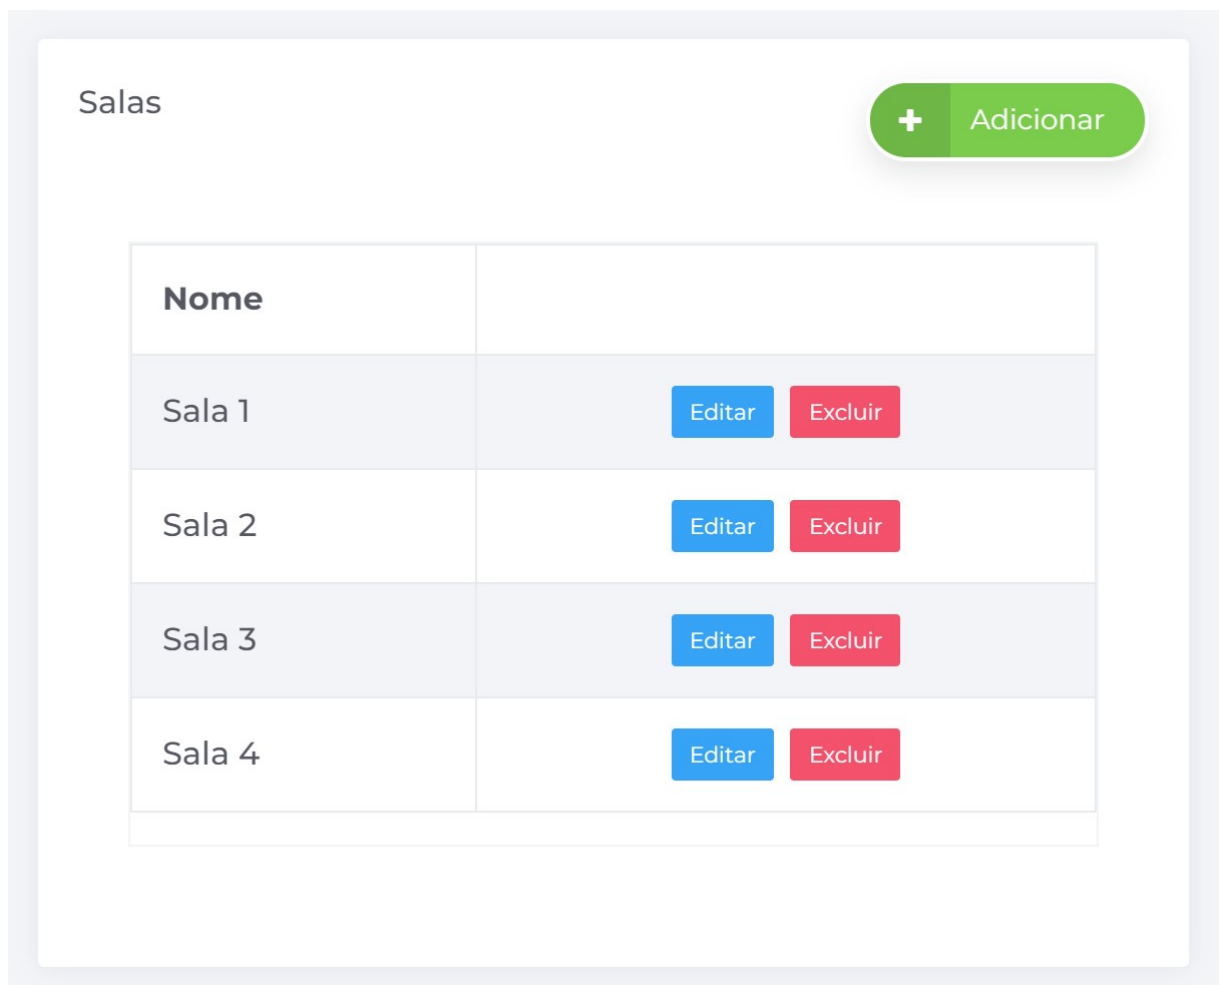 Salas
+ Adicionar
Nome
Sala 1 Editar Excluir
Sala 2 Editar Excluir
Sala 3 Editar Excluir
Sala 4 Editar Excluir